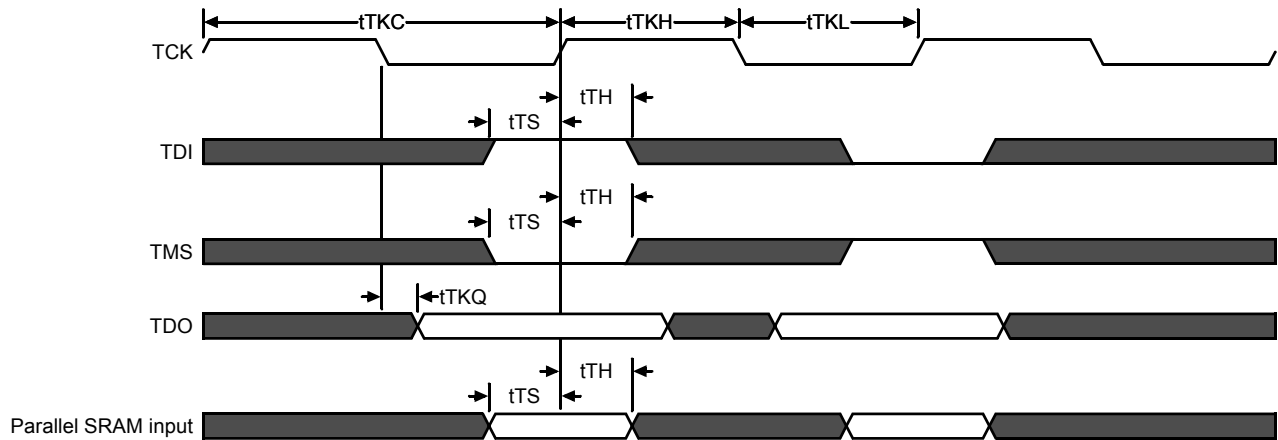 tTKC tTKH tTKL
TCK
tTH
tTS
TDI
tTH
tTS
TMS
tTKQ
TDO
tTH
tTS
Parallel SRAM input